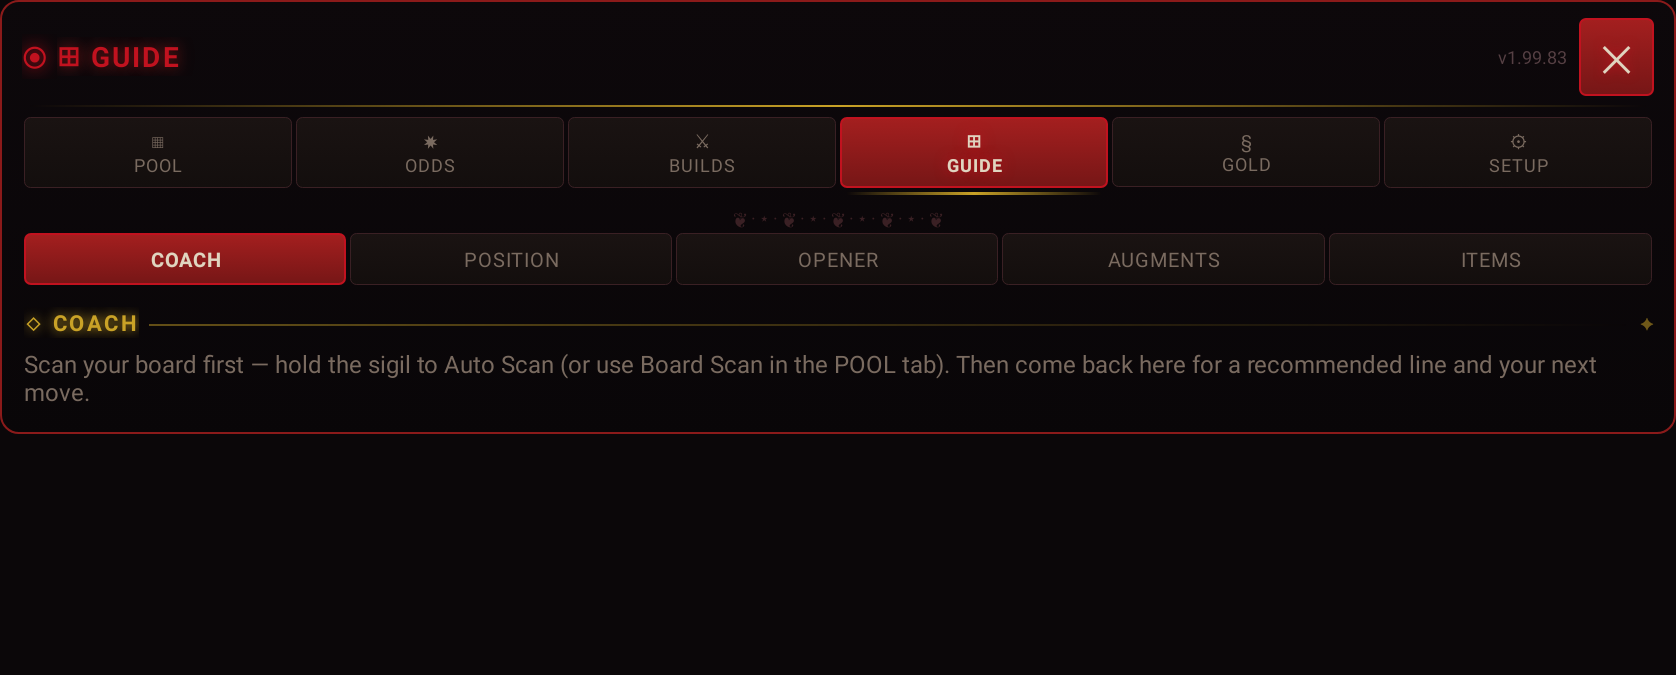 GUIDE
v1.99.83
POOL
ODDS
BUILDS
GUIDE
§
GOLD
SETUP
COACH
POSITION
OPENER
AUGMENTS
ITEMS
COACH
Scan your board first — hold the sigil to Auto Scan (or use Board Scan in the POOL tab). Then come back here for a recommended line and your next
move.